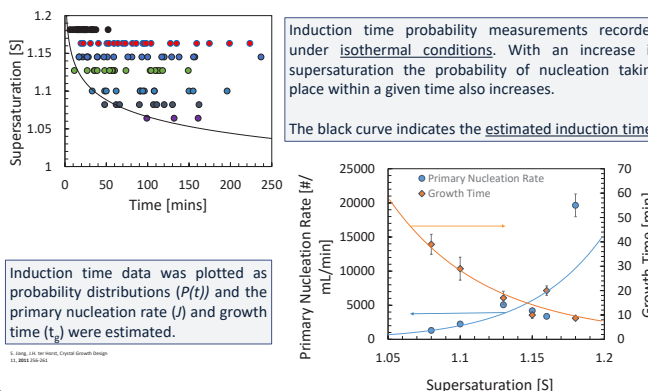 Supersaturation [S]
1.2
1.15
1.1
1.05
1
0 50 100 150 200 250
Time [mins]
Induction time probability measurements recorde
under isothermal conditions. With an increase i
supersaturation the probability of nucleation takin
place within a given time also increases.
The black curve indicates the estimated induction time
Induction time data was plotted as
probability distributions (P(t)) and the
primary nucleation rate (J) and growth
time (tg) were estimated.
S. Jiang, J.H. ter Horst, Crystal Growth Design
11, 2011 256-261
Primary Nucleation Rate [#/
mL/min]
25000
20000
15000
10000
5000
0
Primary Nucleation Rate
Growth Time
70
60
50
40
30
20
10
0
Growth Time [min]
1.05 1.1 1.15 1.2
Supersaturation [S]